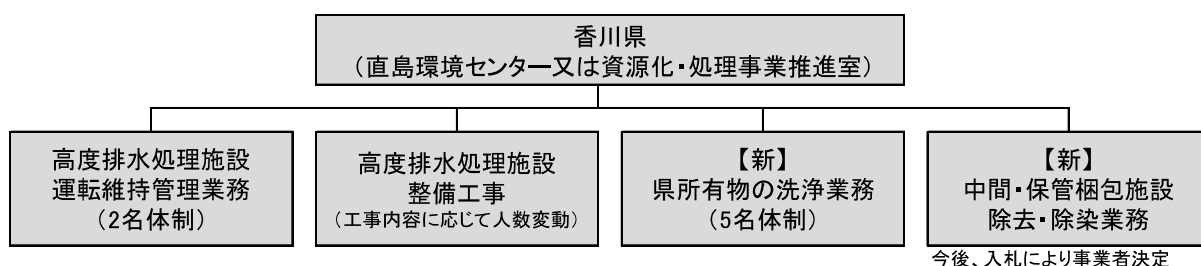 香川県
（直島環境センター又は資源化・処理事業推進室）
高度排水処理施設
運転維持管理業務
（2名体制）
高度排水処理施設
整備工事
（工事内容に応じて人数変動）
【新】
県所有物の洗浄業務
（5名体制）
【新】
中間・保管梱包施設
除去・除染業務
今後、入札により事業者決定